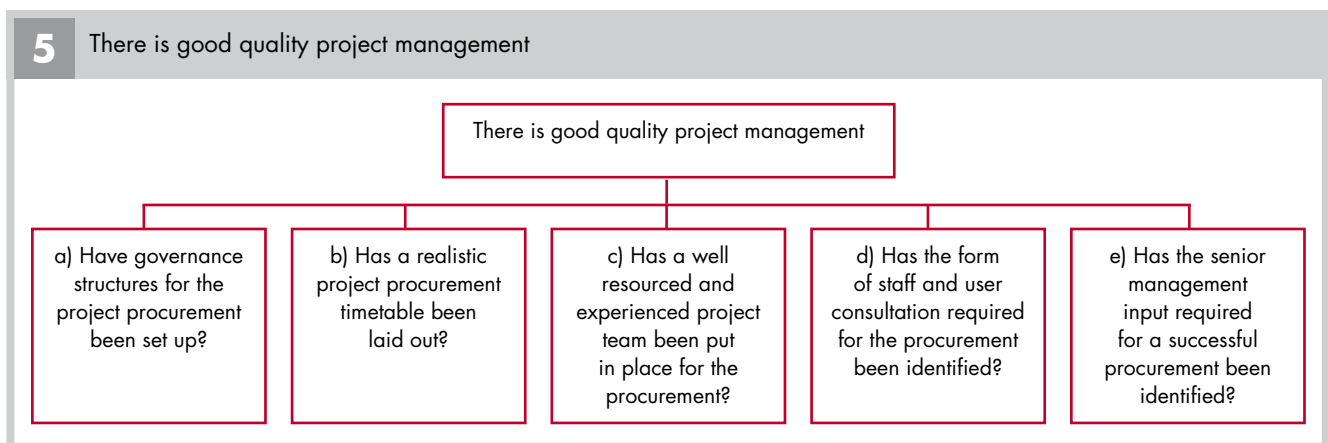 5
There is good quality project management
There is good quality project management
a) Have governance
structures for the
project procurement
been set up?
b) Has a realistic
project procurement
timetable been
laid out?
c) Has a well
resourced and
experienced project
team been put
in place for the
procurement?
d) Has the form
of staff and user
consultation required
for the procurement
been identified?
e) Has the senior
management
input required
for a successful
procurement been
identified?